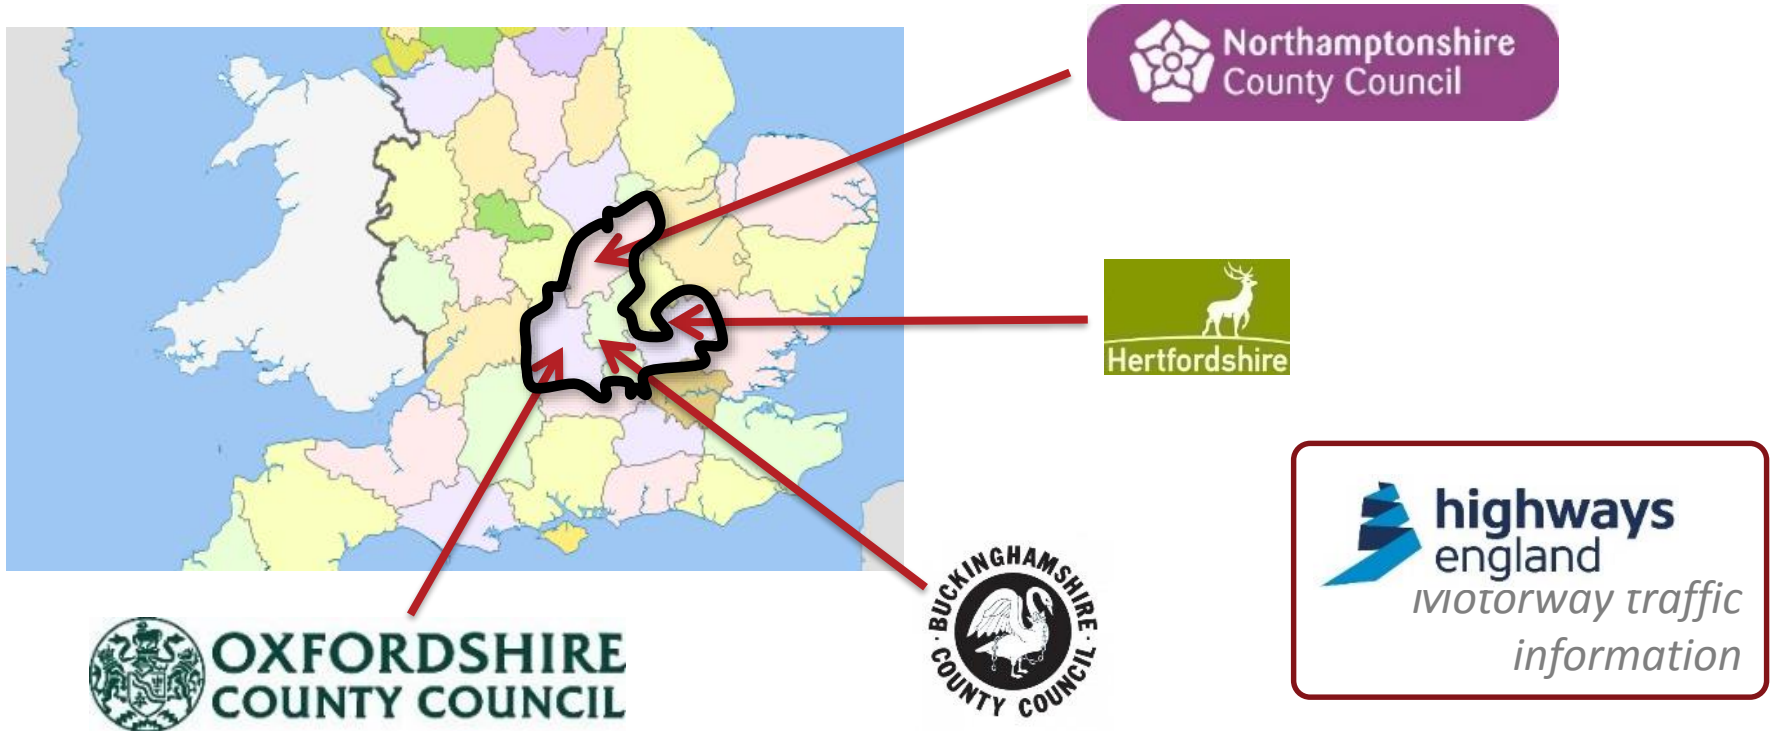 Northamptonshire
County Council
Hertfordshire
highways
england
Motorway traffic
information
BUCKINGHAMSHIRE
COUNTY COUNCIL
OXFORDSHIRE
COUNTY COUNCIL